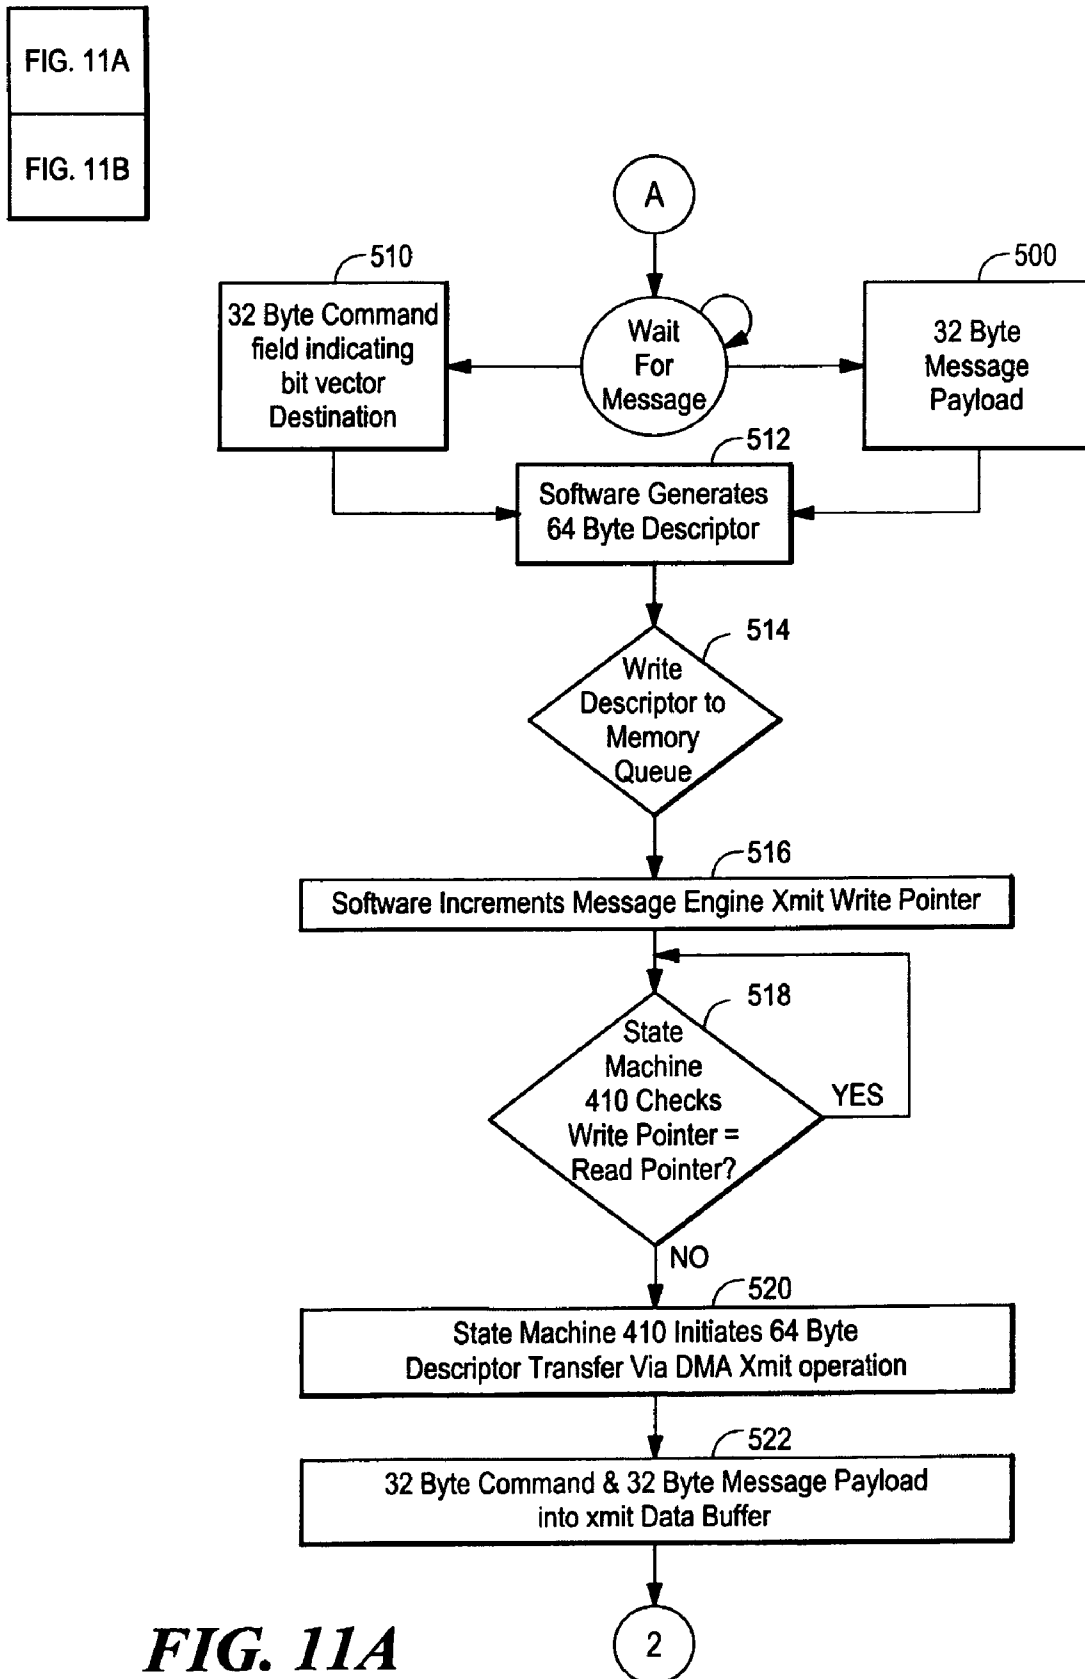 FIG. 11A
FIG. 11B
A
510
500
32 Byte Command
field indicating
bit vector
Destination
Wait
For
Message
32 Byte
Message
Payload
512
Software Generates
64 Byte Descriptor
514
Write
Descriptor to
Memory
Queue
516
Software Increments Message Engine Xmit Write Pointer
518
State
Machine
410 Checks
Write Pointer =
Read Pointer?
YES
NO
520
State Machine 410 Initiates 64 Byte
Descriptor Transfer Via DMA Xmit operation
522
32 Byte Command & 32 Byte Message Payload
into xmit Data Buffer
2
FIG. 11A